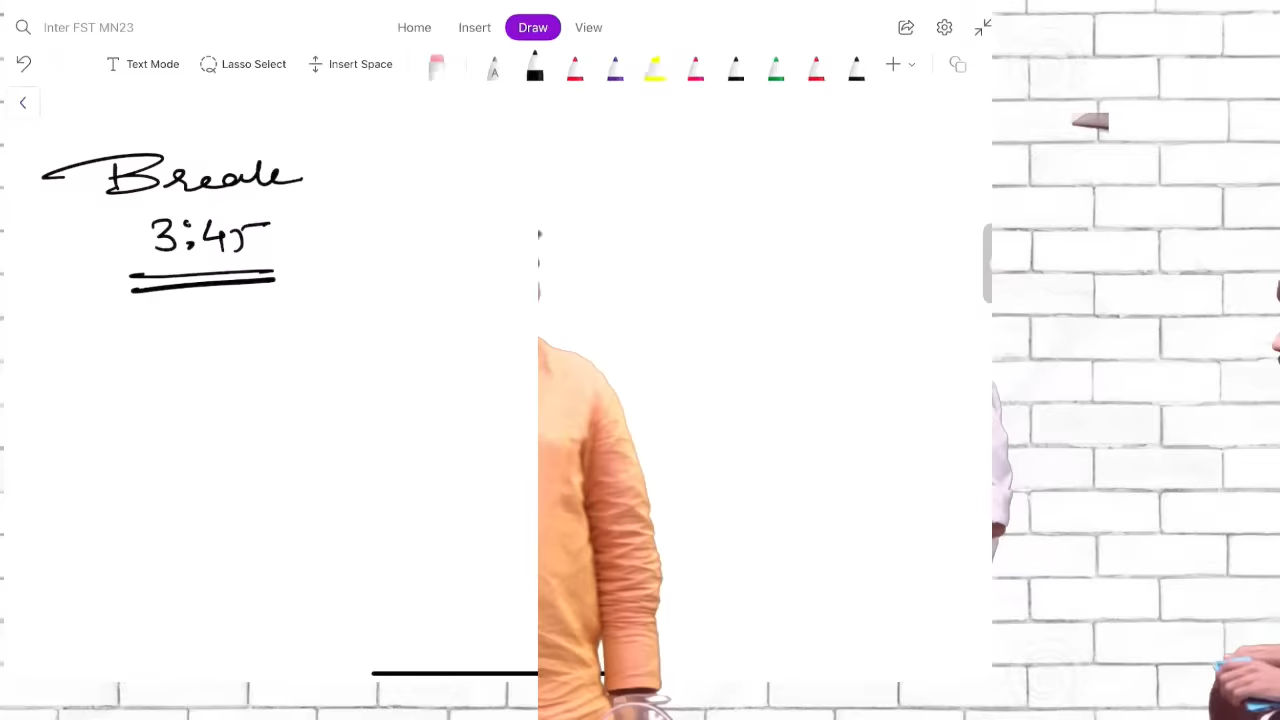 Inter FST MN23
Home Insert Draw View
Text Mode Lasso Select Insert Space
A
Break
3:45